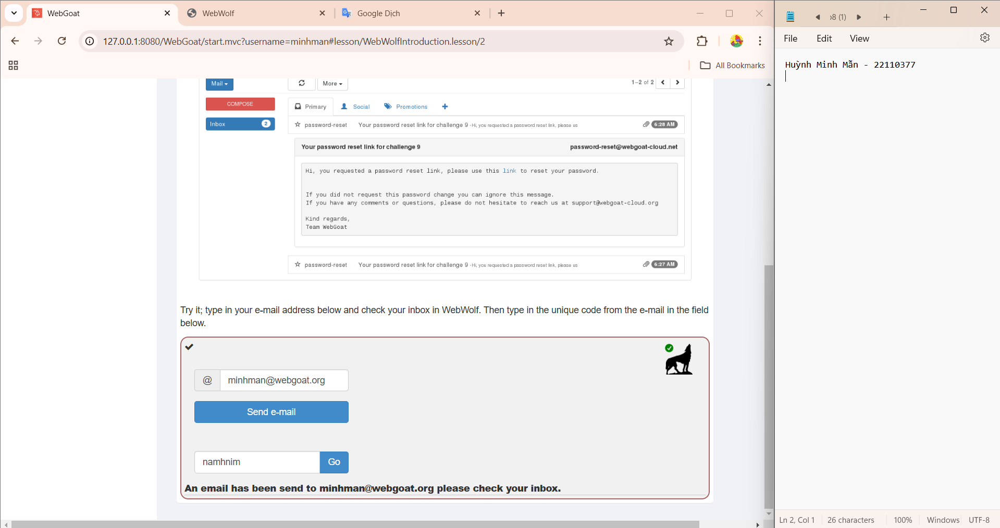 WebGoat
WebWolf
Google Dịch
127.0.0.1:8080/WebGoat/start.mvc?username=minhman#lesson/WebWolfIntroduction.lesson/2
All Bookmarks
Mail
More
1–2 of 2
COMPOSE
Primary
Social
Promotions
Inbox
2
password-reset Your password reset link for challenge 9 -Hi, you requested a password reset link, please us
6:28 AM
Your password reset link for challenge 9
password-reset@webgoat-cloud.net
Hi, you requested a password reset link, please use this link to reset your password.
If you did not request this password change you can ignore this message.
If you have any comments or questions, please do not hesitate to reach us at support@webgoat-cloud.org
Kind regards,
Team WebGoat
password-reset Your password reset link for challenge 9 -Hi, you requested a password reset link, please us
6:27 AM
Try it; type in your e-mail address below and check your inbox in WebWolf. Then type in the unique code from the e-mail in the field
below.
@ minhman@webgoat.org
Send e-mail
namhnim
Go
An email has been send to minhman@webgoat.org please check your inbox.
8 (1)
File Edit View
Huỳnh Minh Mẫn - 22110377
Ln 2, Col 1 26 characters 100% Windows UTF-8